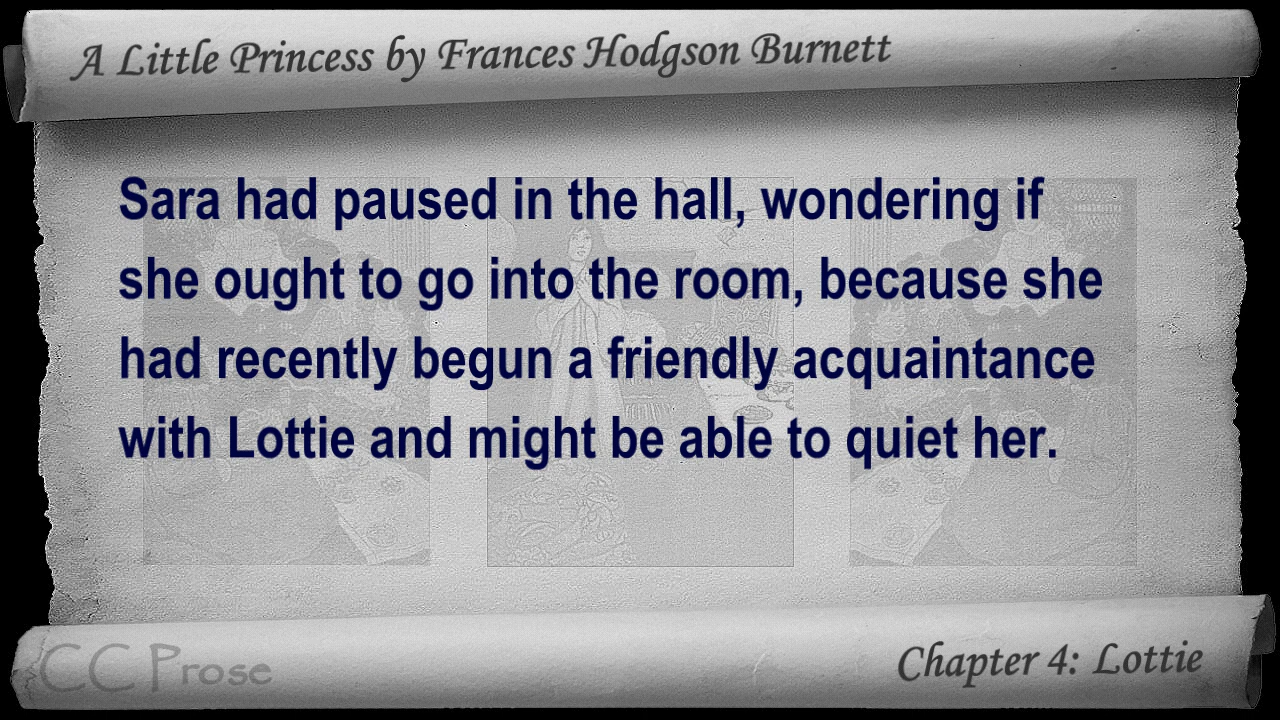 A Little Princess by Frances Hodgson Burnett
Sara had paused in the hall, wondering if
she ought to go into the room, because she
had recently begun a friendly acquaintance
with Lottie and might be able to quiet her.
CC Prose
Chapter 4: Lottie